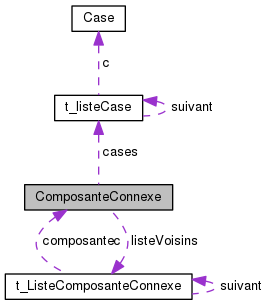 Case
c
t_listeCase
suivant
cases
ComposanteConnexe
composantec
listeVoisins
t_ListeComposanteConnexe
suivant